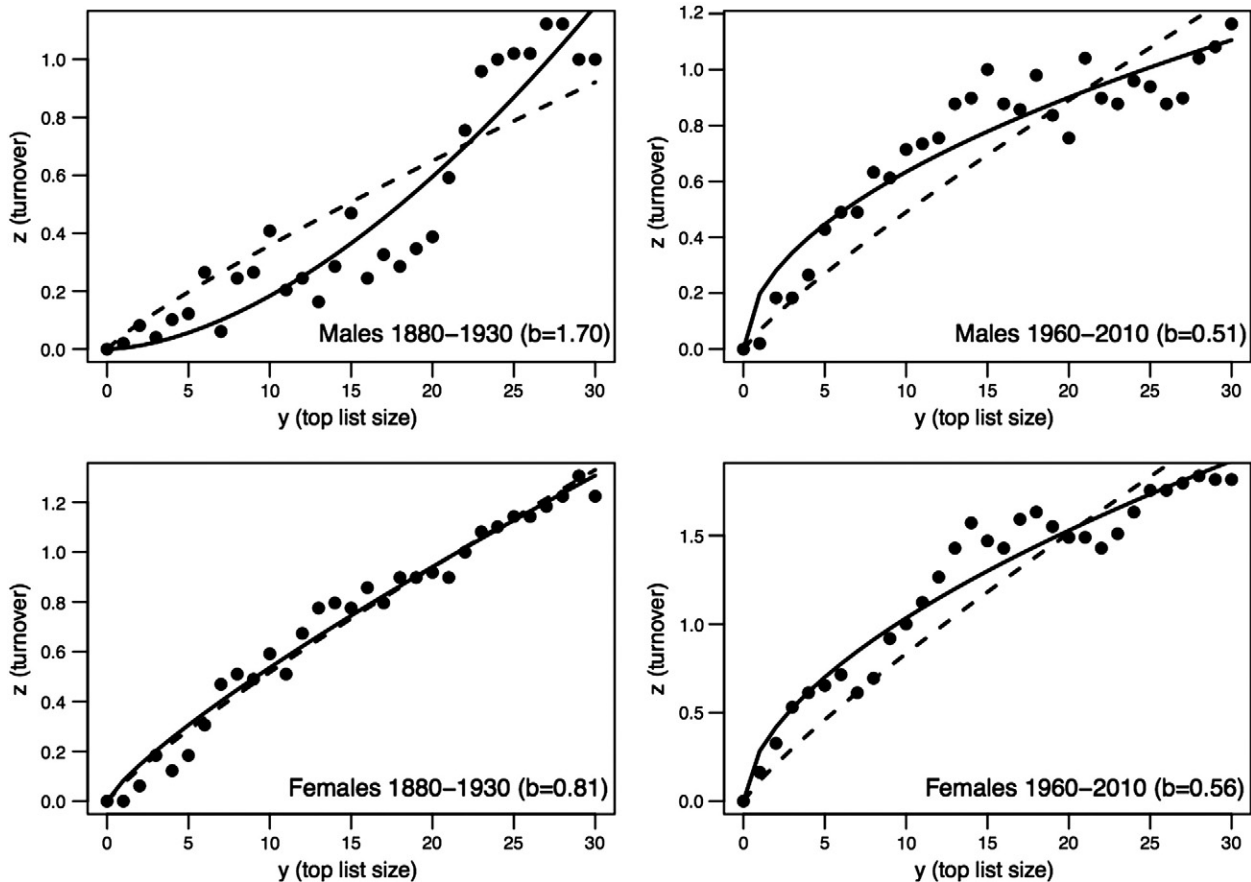 z (turnover)
1.0
0.8
0.6
0.4
0.2
0.0
Males 1880–1930 (b=1.70)
0 5 10 15 20 25 30
y (top list size)
z (turnover)
1.2
1.0
0.8
0.6
0.4
0.2
0.0
Males 1960–2010 (b=0.51)
0 5 10 15 20 25 30
y (top list size)
z (turnover)
1.2
1.0
0.8
0.6
0.4
0.2
0.0
Females 1880–1930 (b=0.81)
0 5 10 15 20 25 30
y (top list size)
z (turnover)
1.5
1.0
0.5
0.0
Females 1960–2010 (b=0.56)
0 5 10 15 20 25 30
y (top list size)